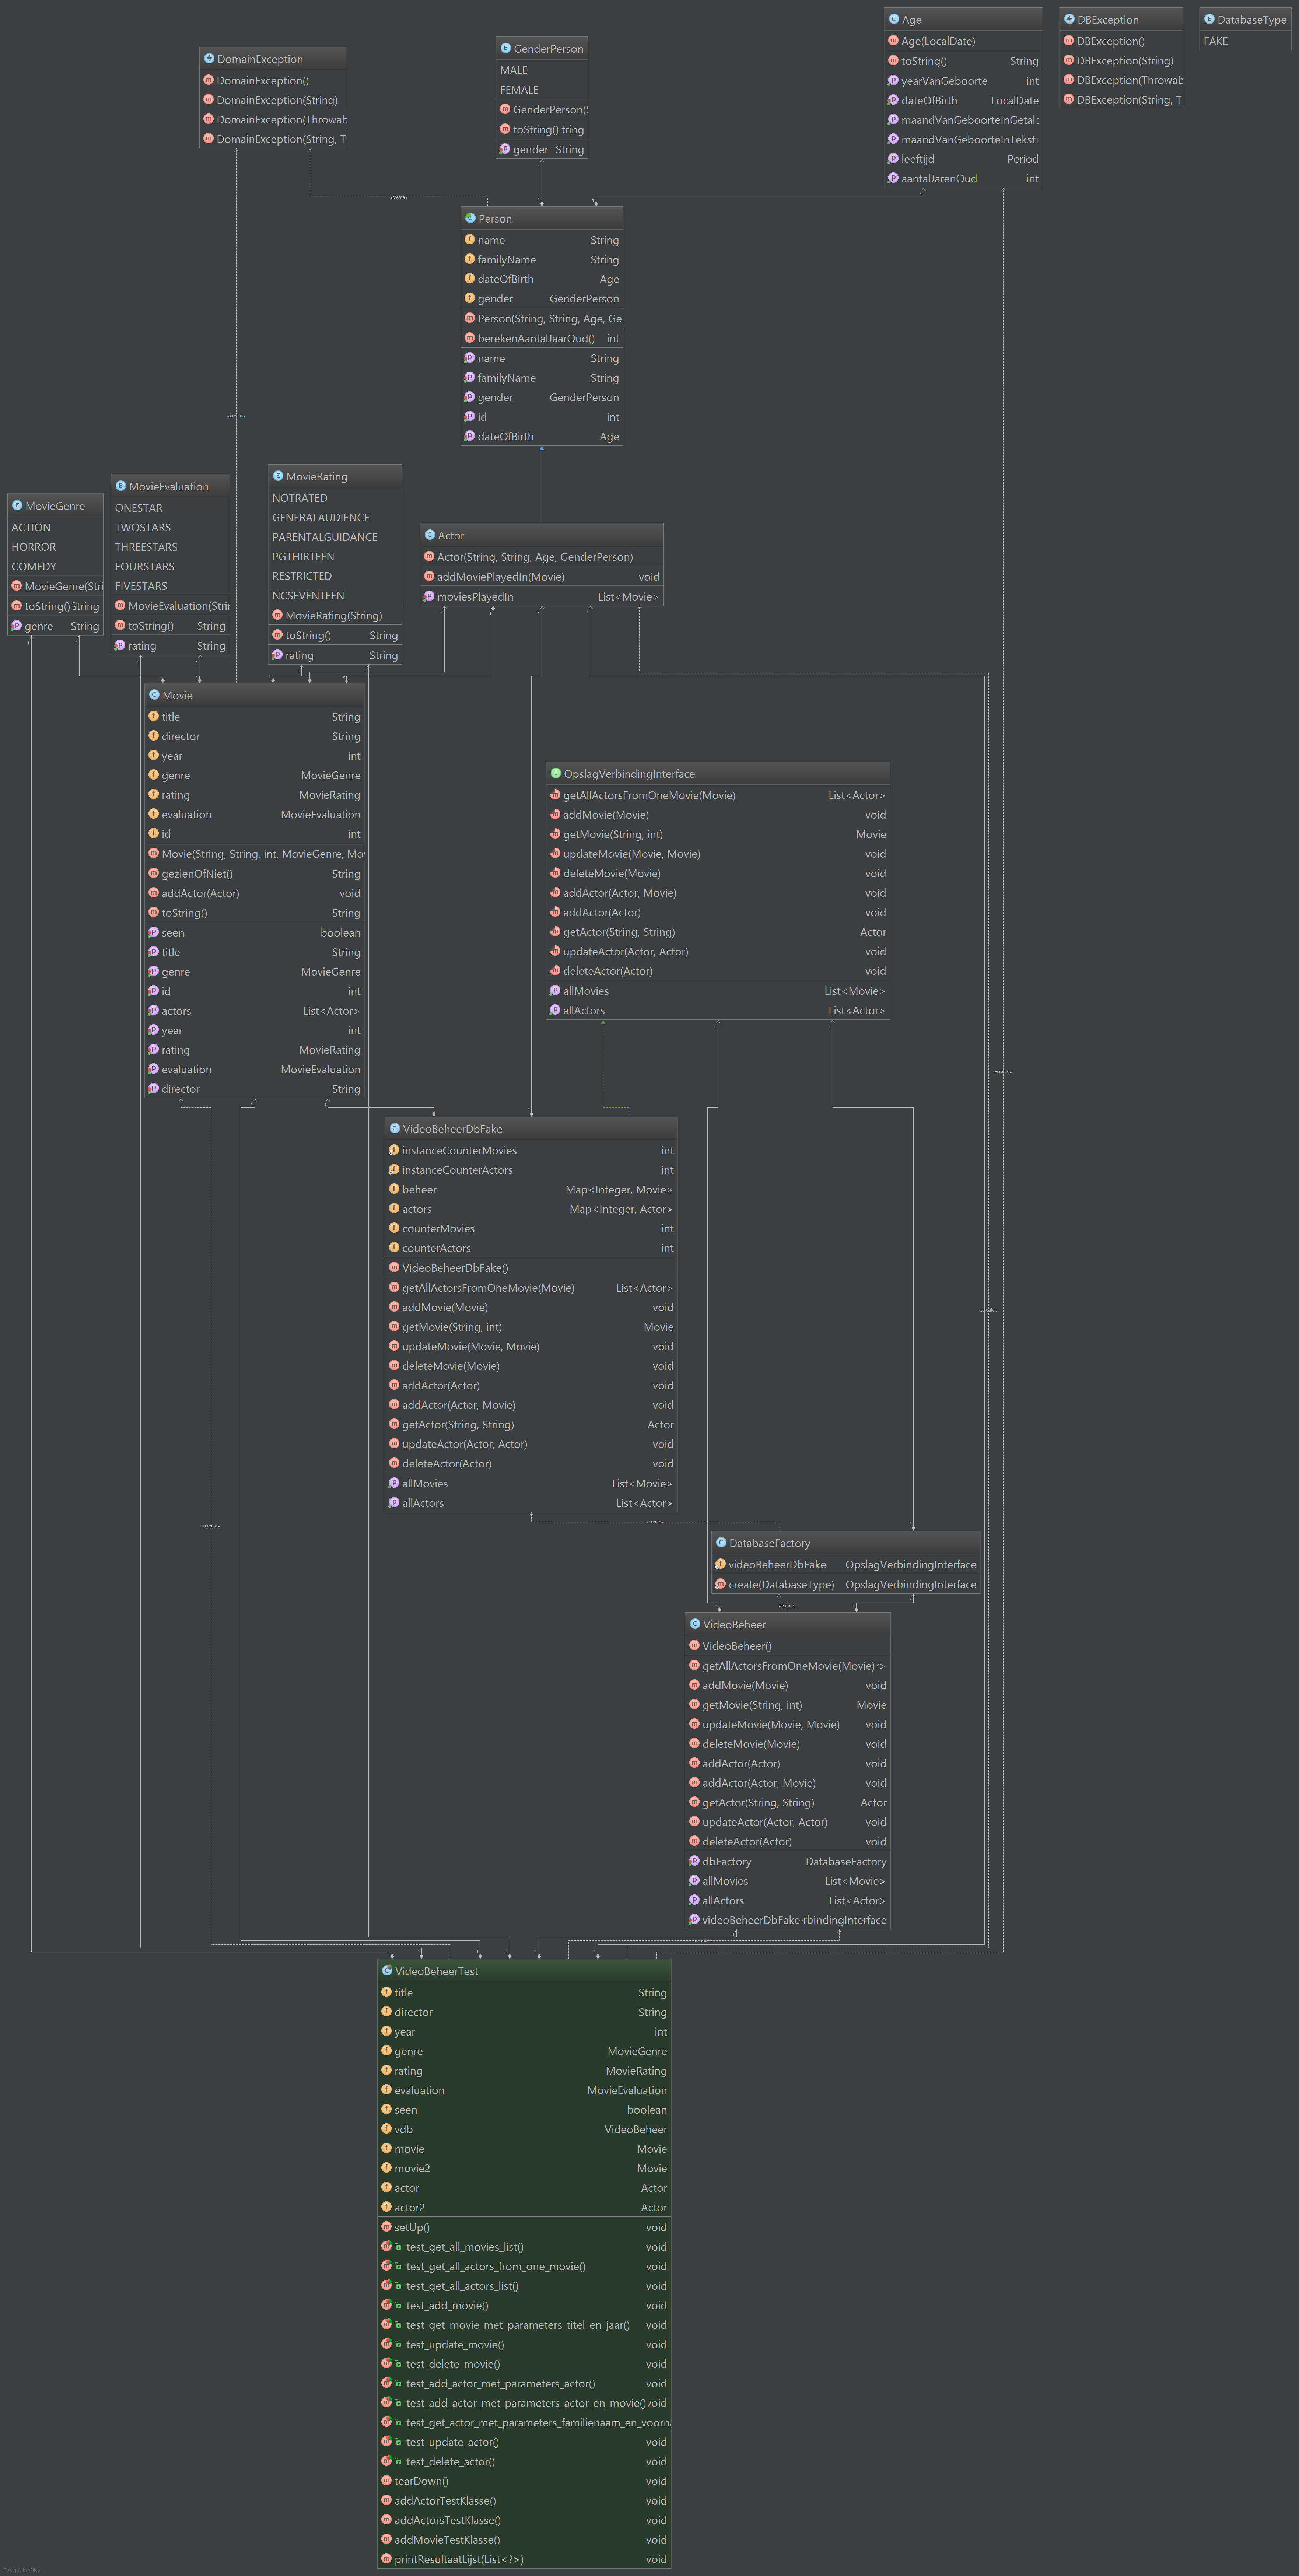 Age
Age(LocalDate)
toString() String
yearVanGeboorte int
dateOfBirth LocalDate
maandVanGeboorteInGetal
maandVanGeboorteInTekst
leeftijd Period
aantalJarenOud int
DBException
DBException()
DBException(String)
DBException(Throwab
DBException(String, T
DatabaseType
FAKE
DomainException
DomainException()
DomainException(String)
DomainException(Throwab
DomainException(String, T
GenderPerson
MALE
FEMALE
GenderPerson(S
toString() tring
gender String
Person
name String
familyName String
dateOfBirth Age
gender GenderPerson
Person(String, String, Age, Ge
berekenAantalJaarOud() int
name String
familyName String
gender GenderPerson
id int
dateOfBirth Age
MovieGenre
ACTION
HORROR
COMEDY
MovieGenre(Stri
toString() String
genre String
MovieEvaluation
ONESTAR
TWOSTARS
THREESTARS
FOURSTARS
FIVESTARS
MovieEvaluation(Stri
toString() String
rating String
MovieRating
NOTRATED
GENERALAUDIENCE
PARENTALGUIDANCE
PGTHIRTEEN
RESTRICTED
NCSEVENTEEN
MovieRating(String)
toString() String
rating String
Actor
Actor(String, String, Age, GenderPerson)
addMoviePlayedIn(Movie) void
moviesPlayedIn List<Movie>
Movie
title String
director String
year int
genre MovieGenre
rating MovieRating
evaluation MovieEvaluation
id int
Movie(String, String, int, MovieGenre, Mo
gezienOfNiet() String
addActor(Actor) void
toString() String
seen boolean
title String
genre MovieGenre
id int
actors List<Actor>
year int
rating MovieRating
evaluation MovieEvaluation
director String
OpslagVerbindingInterface
getAllActorsFromOneMovie(Movie) List<Actor>
addMovie(Movie) void
getMovie(String, int) Movie
updateMovie(Movie, Movie) void
deleteMovie(Movie) void
addActor(Actor, Movie) void
addActor(Actor) void
getActor(String, String) Actor
updateActor(Actor, Actor) void
deleteActor(Actor) void
allMovies List<Movie>
allActors List<Actor>
VideoBeheerDbFake
instanceCounterMovies int
instanceCounterActors int
beheer Map<Integer, Movie>
actors Map<Integer, Actor>
counterMovies int
counterActors int
VideoBeheerDbFake()
getAllActorsFromOneMovie(Movie) List<Actor>
addMovie(Movie) void
getMovie(String, int) Movie
updateMovie(Movie, Movie) void
deleteMovie(Movie) void
addActor(Actor) void
addActor(Actor, Movie) void
getActor(String, String) Actor
updateActor(Actor, Actor) void
deleteActor(Actor) void
allMovies List<Movie>
allActors List<Actor>
DatabaseFactory
videoBeheerDbFake OpslagVerbindingInterface
create(DatabaseType) OpslagVerbindingInterface
VideoBeheer
VideoBeheer()
getAllActorsFromOneMovie(Movie) r>
addMovie(Movie) void
getMovie(String, int) Movie
updateMovie(Movie, Movie) void
deleteMovie(Movie) void
addActor(Actor) void
addActor(Actor, Movie) void
getActor(String, String) Actor
updateActor(Actor, Actor) void
deleteActor(Actor) void
dbFactory DatabaseFactory
allMovies List<Movie>
allActors List<Actor>
videoBeheerDbFake rbindingInterface
VideoBeheerTest
title String
director String
year int
genre MovieGenre
rating MovieRating
evaluation MovieEvaluation
seen boolean
vdb VideoBeheer
movie Movie
movie2 Movie
actor Actor
actor2 Actor
setUp() void
test_get_all_movies_list() void
test_get_all_actors_from_one_movie() void
test_get_all_actors_list() void
test_add_movie() void
test_get_movie_met_parameters_titel_en_jaar() void
test_update_movie() void
test_delete_movie() void
test_add_actor_met_parameters_actor() void
test_add_actor_met_parameters_actor_en_movie() void
test_get_actor_met_parameters_familienaam_en_voorna
test_update_actor() void
test_delete_actor() void
tearDown() void
addActorTestKlasse() void
addActorsTestKlasse() void
addMovieTestKlasse() void
printResultaatLijst(List<?>) void